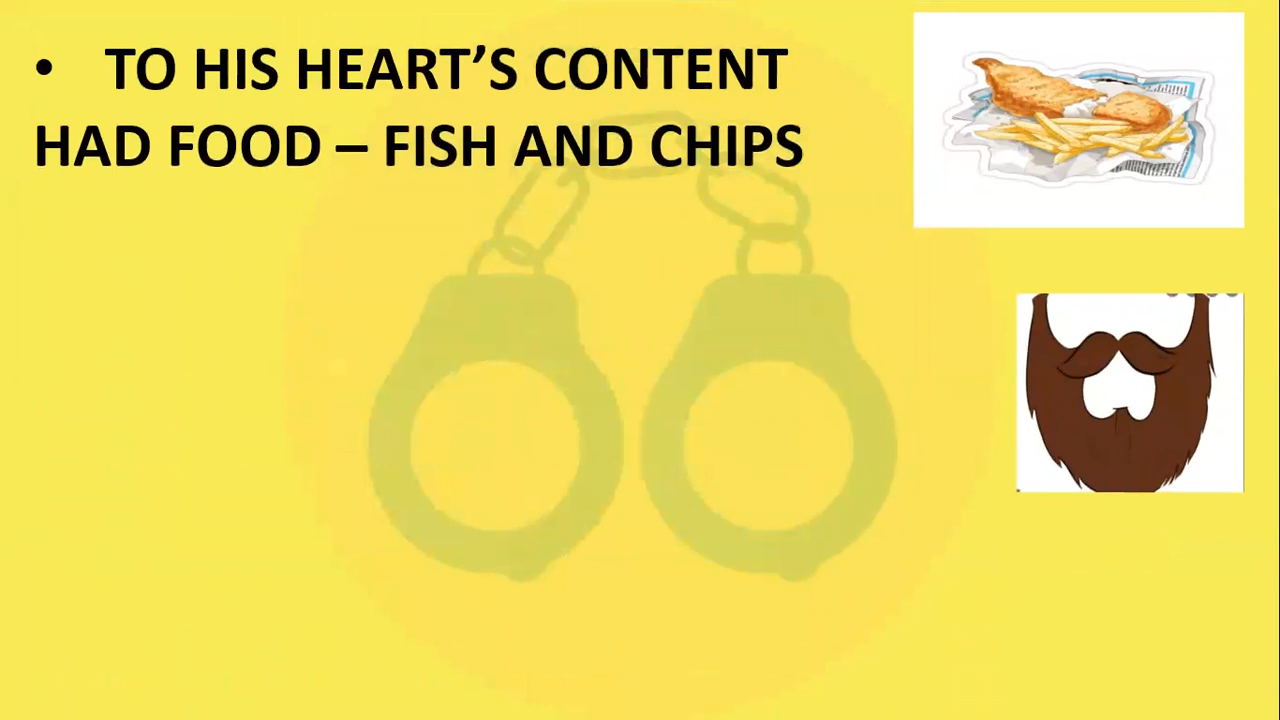 • TO HIS HEART’S CONTENT
HAD FOOD – FISH AND CHIPS